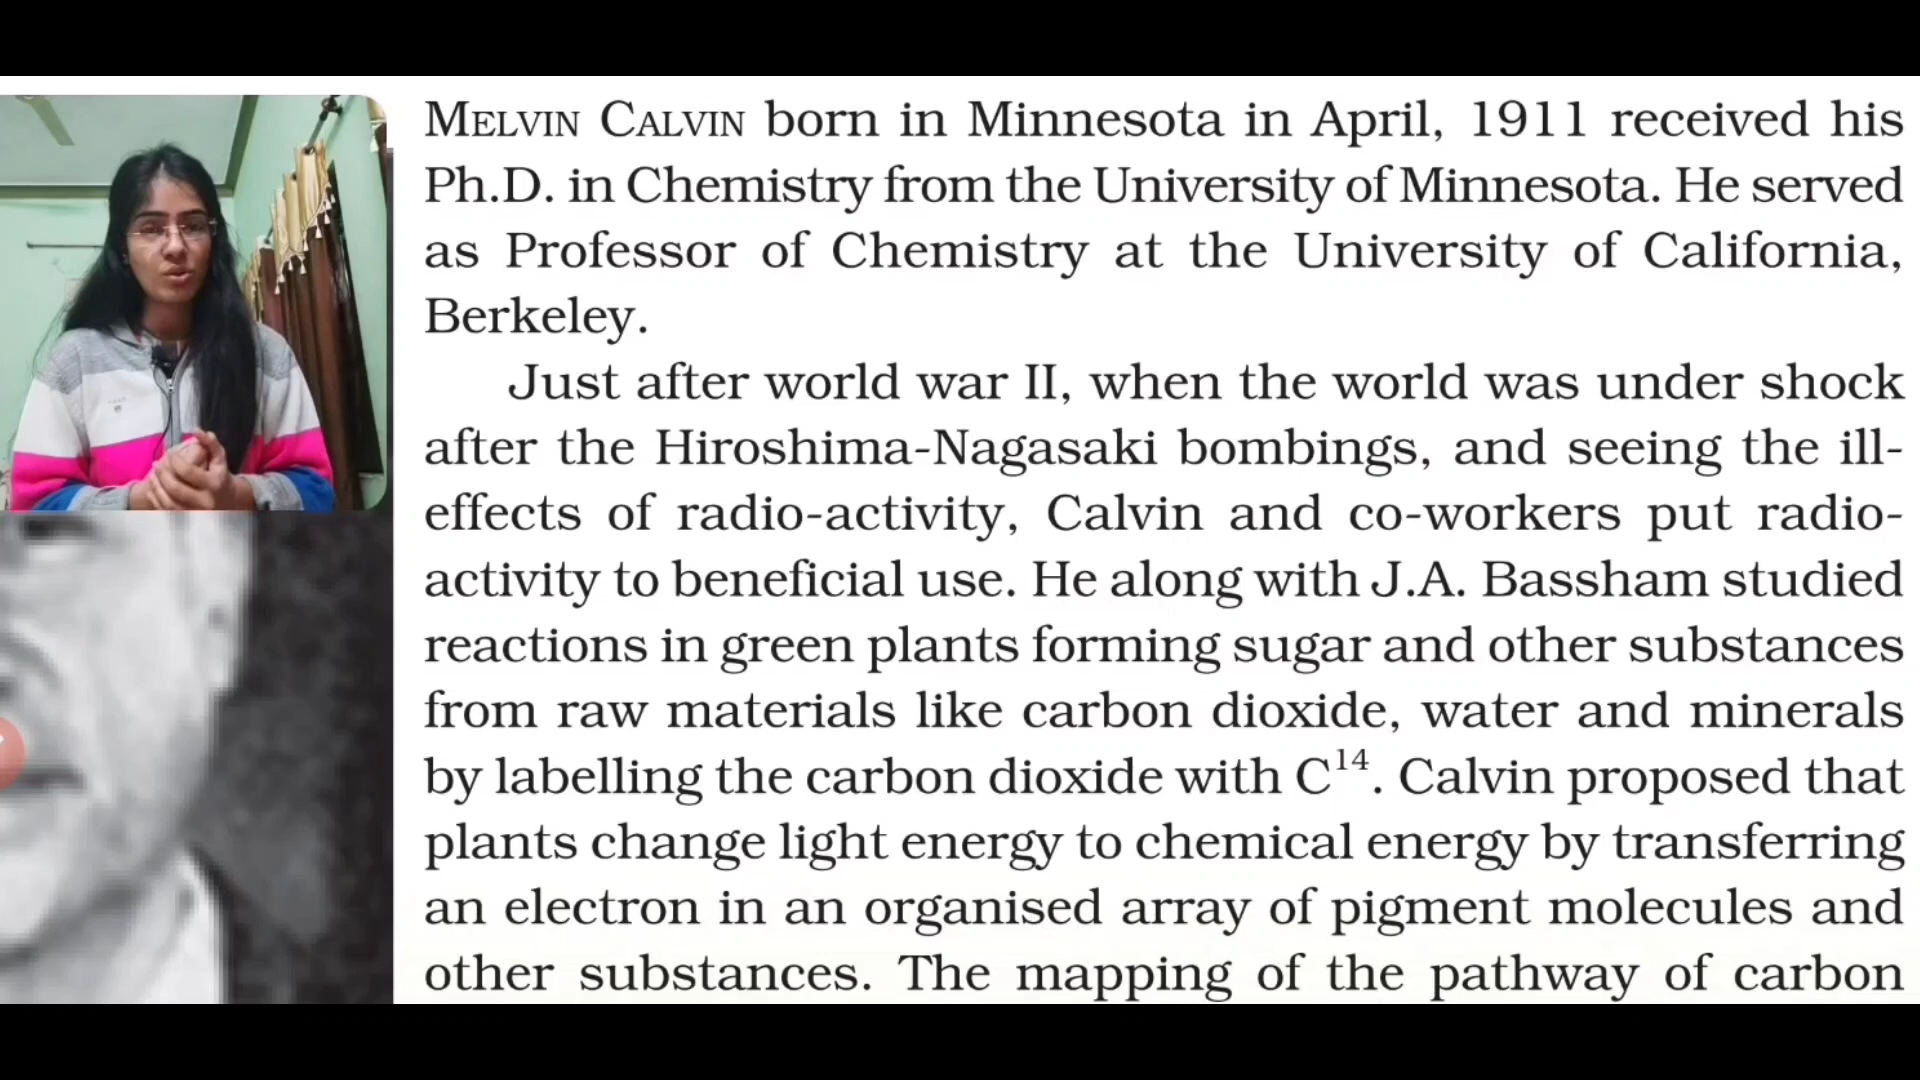 MELVIN CALVIN born in Minnesota in April, 1911 received his
Ph.D. in Chemistry from the University of Minnesota. He served
as Professor of Chemistry at the University of California,
Berkeley.
Just after world war II, when the world was under shock
after the Hiroshima-Nagasaki bombings, and seeing the ill-
effects of radio-activity, Calvin and co-workers put radio-
activity to beneficial use. He along with J.A. Bassham studied
reactions in green plants forming sugar and other substances
from raw materials like carbon dioxide, water and minerals
by labelling the carbon dioxide with C¹⁴. Calvin proposed that
plants change light energy to chemical energy by transferring
an electron in an organised array of pigment molecules and
other substances. The mapping of the pathway of carbon